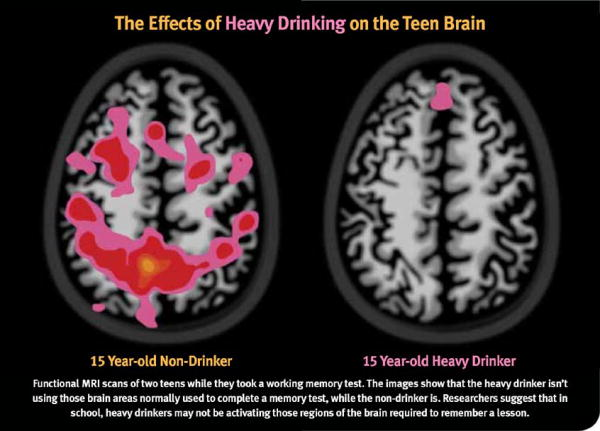 The Effects of Heavy Drinking on the Teen Brain
15 Year-old Non-Drinker
15 Year-old Heavy Drinker
Functional MRI scans of two teens while they took a working memory test. The images show that the heavy drinker isn't
using those brain areas normally used to complete a memory test, while the non-drinker is. Researchers suggest that in
school, heavy drinkers may not be activating those regions of the brain required to remember a lesson.